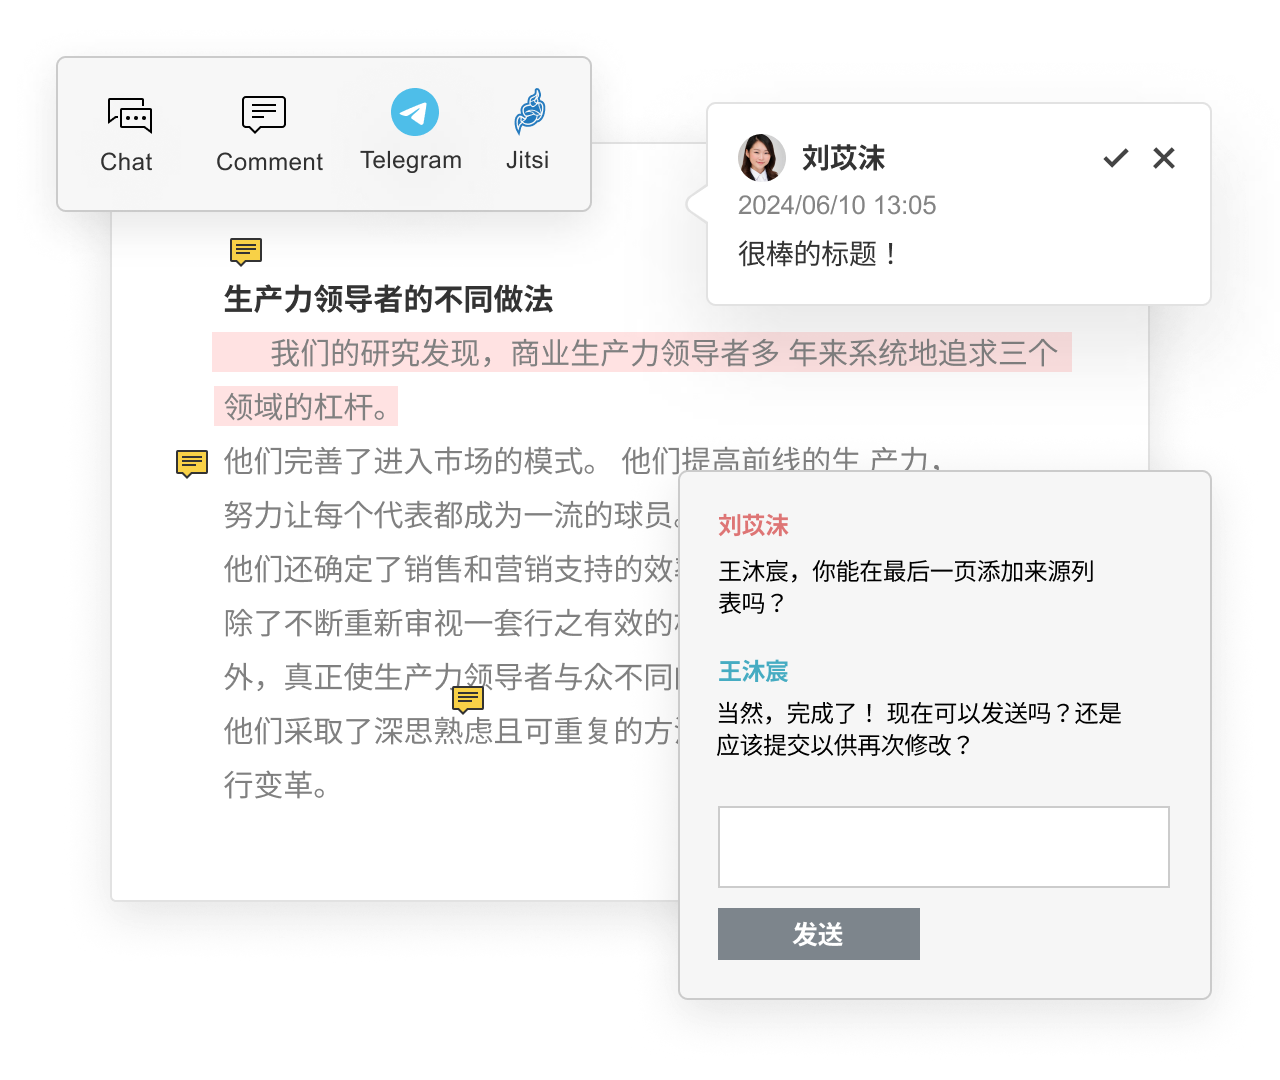 Chat
Comment
Telegram
Jitsi
刘苡沫
2024/06/10 13:05
很棒的标题！
生产力领导者的不同做法
我们的研究发现，商业生产力领导者多 年来系统地追求三个
领域的杠杆。
他们完善了进入市场的模式。 他们提高前线的生 产力，
努力让每个代表都成为一流的球员。
他们还确定了销售和营销支持的效
除了不断重新审视一套行之有效的
外，真正使生产力领导者与众不同
他们采取了深思熟虑且可重复的方
行变革。
刘苡沫
王沐宸，你能在最后一页添加来源列
表吗？
王沐宸
当然，完成了！ 现在可以发送吗？还是
应该提交以供再次修改？
发送